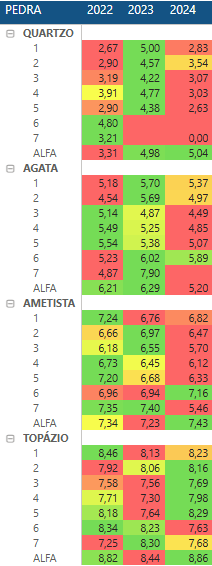 PEDRA 2022 2023 2024
QUARTZO
1 2,67 5,00 2,83
2 2,90 4,57 3,54
3 3,19 4,22 3,07
4 3,91 4,77 3,03
5 2,90 4,38 2,63
6 4,80
7 3,21 0,00
ALFA 3,31 4,98 5,04
AGATA
1 5,18 5,70 5,37
2 4,54 5,69 4,97
3 5,14 4,87 4,49
4 5,49 5,25 4,85
5 5,54 5,38 5,07
6 5,23 6,02 5,89
7 4,87 7,90
ALFA 6,21 6,29 5,20
AMETISTA
1 7,24 6,76 6,82
2 6,66 6,97 6,47
3 6,18 6,55 5,70
4 6,73 6,45 6,12
5 7,20 6,68 6,33
6 6,96 6,94 7,16
7 7,35 7,40 5,46
ALFA 7,34 7,23 7,43
TOPÁZIO
1 8,46 8,13 8,23
2 7,92 8,06 8,16
3 7,58 7,56 7,69
4 7,71 7,30 7,98
5 8,18 7,64 8,29
6 8,34 8,23 7,63
7 7,25 8,30 7,68
ALFA 8,82 8,44 8,86